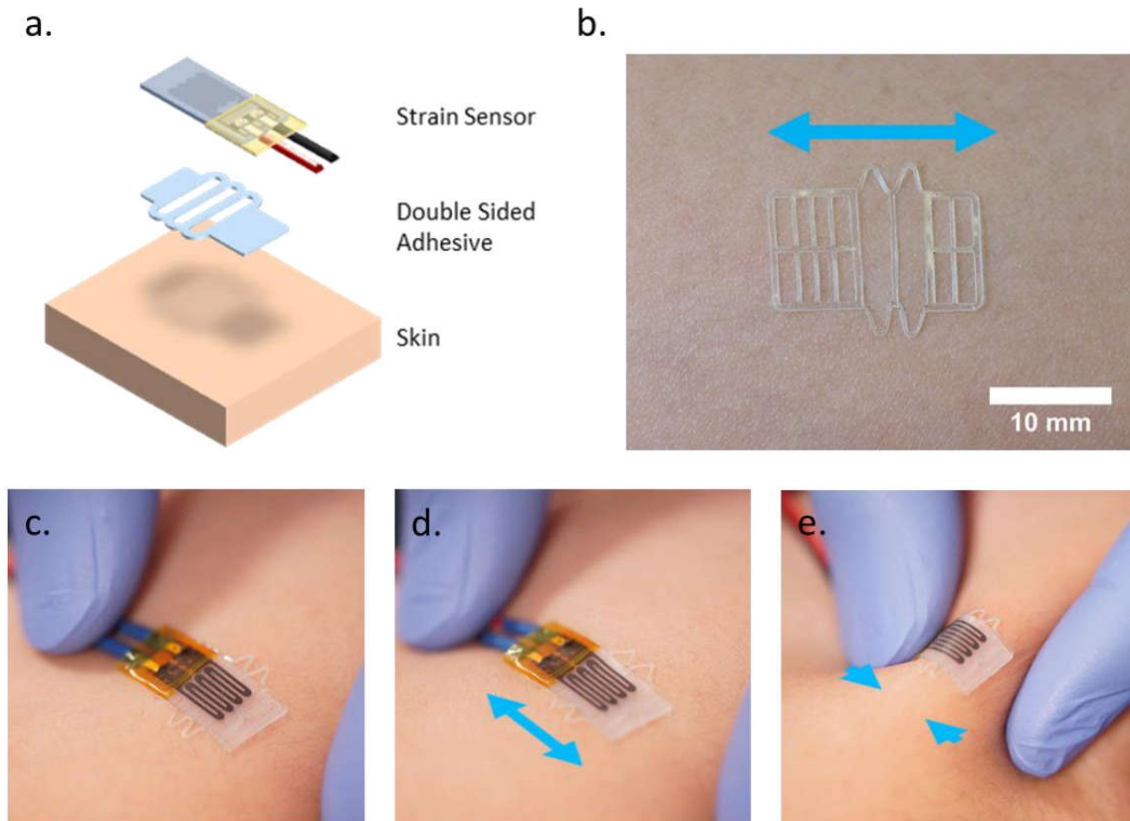 a.
Strain Sensor
Double Sided
Adhesive
Skin
b.
10 mm
c.
d.
e.